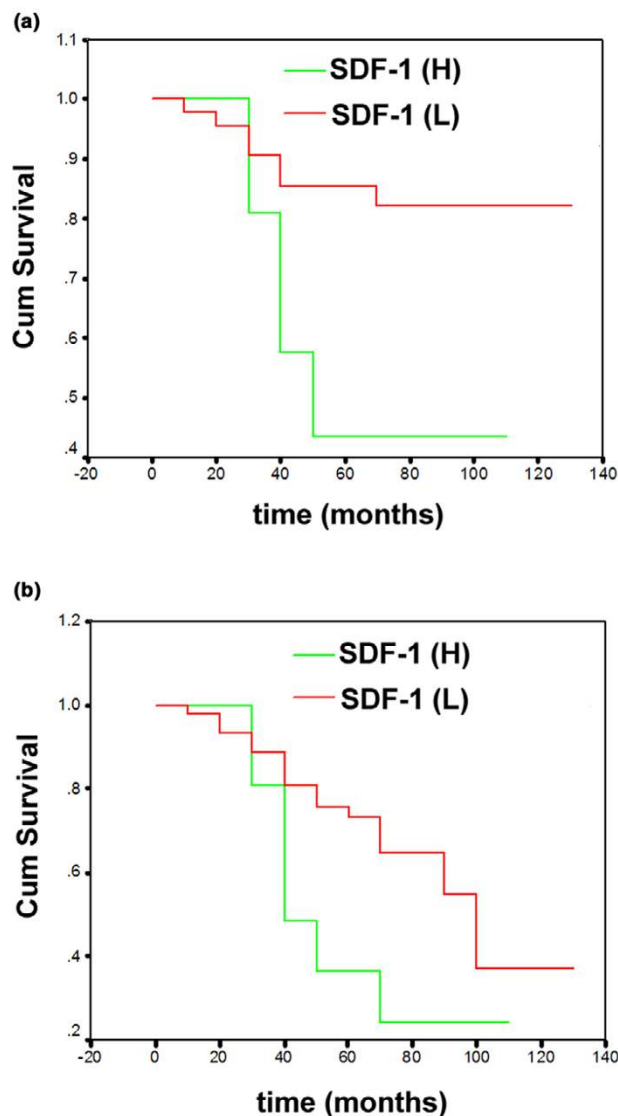 (a)
1.1
SDF-1 (H)
1.0
SDF-1 (L)
.9
.8
.7
.6
.5
.4
Cum Survival
-20 0 20 40 60 80 100 120 140
time (months)
(b)
1.2
SDF-1 (H)
SDF-1 (L)
1.0
.8
.6
.4
.2
Cum Survival
-20 0 20 40 60 80 100 120 140
time (months)